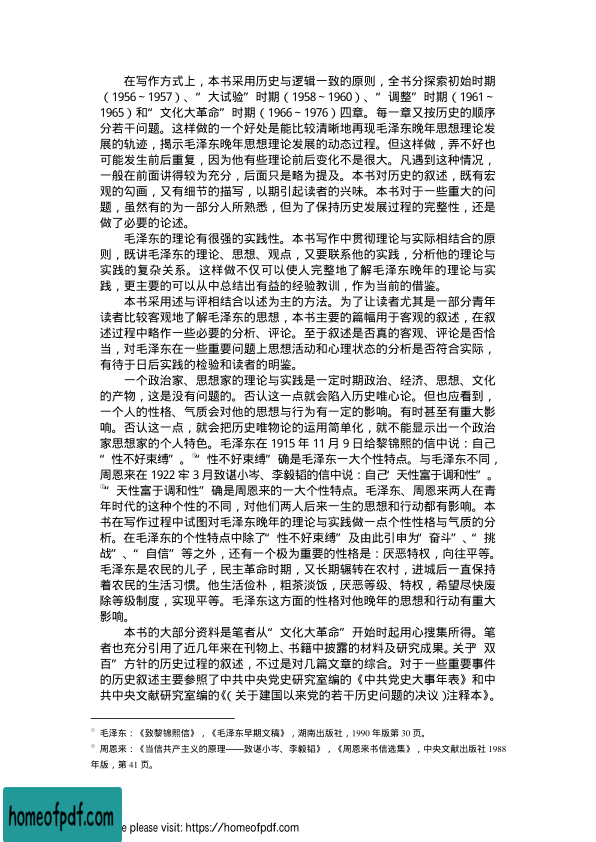 在写作方式上，本书采用历史与逻辑一致的原则，全书分探索初始时期
（1956～1957）、“大试验”时期（1958～1960）、“调整”时期（1961～
1965）和“文化大革命”时期（1966～1976）四章。每一章又按历史的顺序
分若干问题。这样做的一个好处是能比较清晰地再现毛泽东晚年思想理论发
展的轨迹，揭示毛泽东晚年思想理论发展的动态过程。但这样做，弄不好也
可能发生前后重复，因为他有些理论前后变化不是很大。凡遇到这种情况，
一般在前面讲得较为充分，后面只是略为提及。本书对历史的叙述，既有宏
观的勾画，又有细节的描写，以期引起读者的兴味。本书对于一些重大的问
题，虽然有的为一部分人所熟悉，但为了保持历史发展过程的完整性，还是
做了必要的论述。
毛泽东的理论有很强的实践性。本书写作中贯彻理论与实际相结合的原
则，既讲毛泽东的理论、思想、观点，又要联系他的实践，分析他的理论与
实践的复杂关系。这样做不仅可以使人完整地了解毛泽东晚年的理论与实
践，更主要的可以从中总结出有益的经验教训，作为当前的借鉴。
本书采用述与评相结合以述为主的方法。为了让读者尤其是一部分青年
读者比较客观地了解毛泽东的思想，本书主要的篇幅用于客观的叙述，在叙
述过程中略作一些必要的分析、评论。至于叙述是否真的客观、评论是否恰
当，对毛泽东在一些重要问题上思想活动和心理状态的分析是否符合实际，
有待于日后实践的检验和读者的明鉴。
一个政治家、思想家的理论与实践是一定时期政治、经济、思想、文化
的产物，这是没有问题的。否认这一点就会陷入历史唯心论。但也应看到，
一个人的性格、气质会对他的思想与行为有一定的影响。有时甚至有重大影
响。否认这一点，就会把历史唯物论的运用简单化，就不能显示出一个政治
家思想家的个人特色。毛泽东在 1915 年 11 月 9 日给黎锦熙的信中说：自己
“性不好束缚”。①“性不好束缚”确是毛泽东一大个性特点。与毛泽东不同，
周恩来在 1922 牢 3 月致谌小岑、李毅韬的信中说：自己“天性富于调和性”。
②“天性富于调和性”确是周恩来的一大个性特点。毛泽东、周恩来两人在青
年时代的这种个性的不同，对他们两人后来一生的思想和行动都有影响。本
书在写作过程中试图对毛泽东晚年的理论与实践做一点个性性格与气质的分
析。在毛泽东的个性特点中除了“性不好束缚”及由此引申为“奋斗”、“挑
战”、“自信”等之外，还有一个极为重要的性格是：厌恶特权，向往平等。
毛泽东是农民的儿子，民主革命时期，又长期辗转在农村，进城后一直保持
着农民的生活习惯。他生活俭朴，粗茶淡饭，厌恶等级、特权，希望尽快废
除等级制度，实现平等。毛泽东这方面的性格对他晚年的思想和行动有重大
影响。
本书的大部分资料是笔者从“文化大革命”开始时起用心搜集所得。笔
者也充分引用了近几年来在刊物上、书籍中披露的材料及研究成果。关于“双
百”方针的历史过程的叙述，不过是对几篇文章的综合。对于一些重要事件
的历史叙述主要参照了中共中央党史研究室编的《中共党史大事年表》和中
共中央文献研究室编的《〈关于建国以来党的若干历史问题的决议〉注释本》。
① 毛泽东：《致黎锦熙信》，《毛泽东早期文稿》，湖南出版社，1990 年版第 30 页。
② 周恩来：《当信共产主义的原理——致谌小岑、李毅韬》，《周恩来书信选集》，中央文献出版社 1988
年版，第 41 页。
homeofpdf.com
e please visit: https://homeofpdf.com